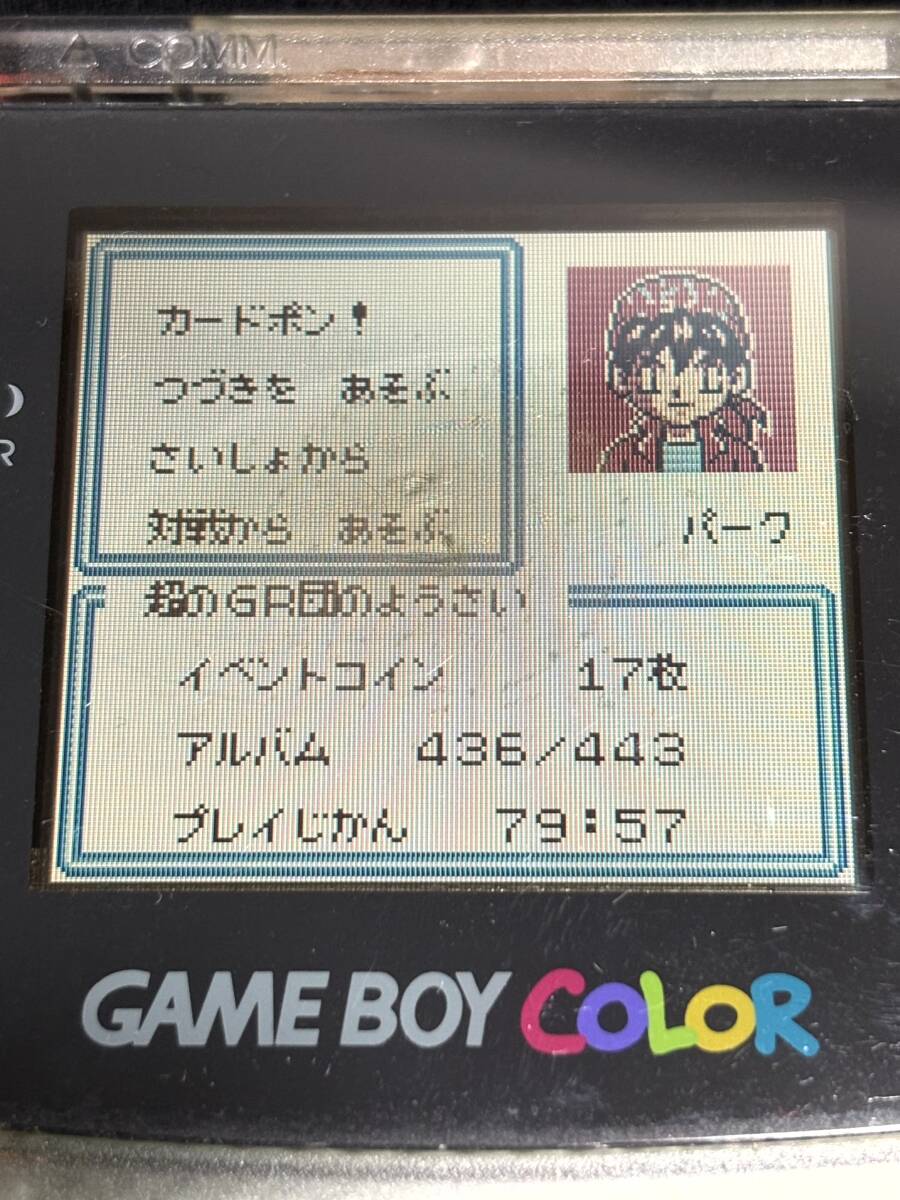 COMM.
R
カードポン!
つづきを あそぶ
さいしょから
対戦から あそぶ
パーク
超のGR団のようさい
イベントコイン 17枚
アルバム 436/443
プレイじかん 79:57
GAME BOY COLOR